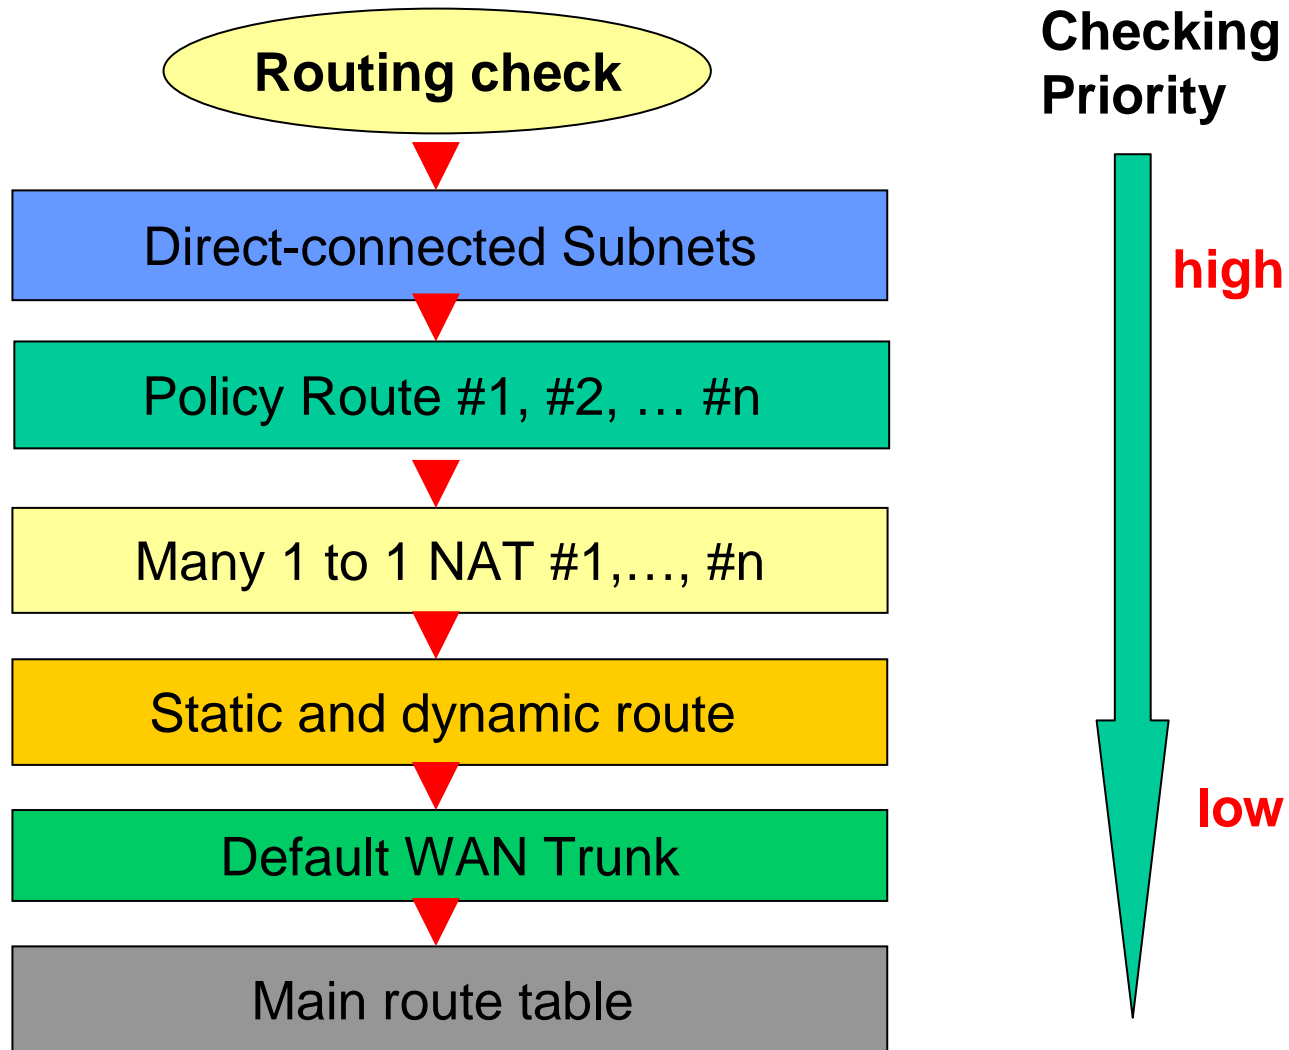 Routing check
Checking
Priority
Direct-connected Subnets
high
Policy Route #1, #2, … #n
Many 1 to 1 NAT #1,…, #n
Static and dynamic route
low
Default WAN Trunk
Main route table